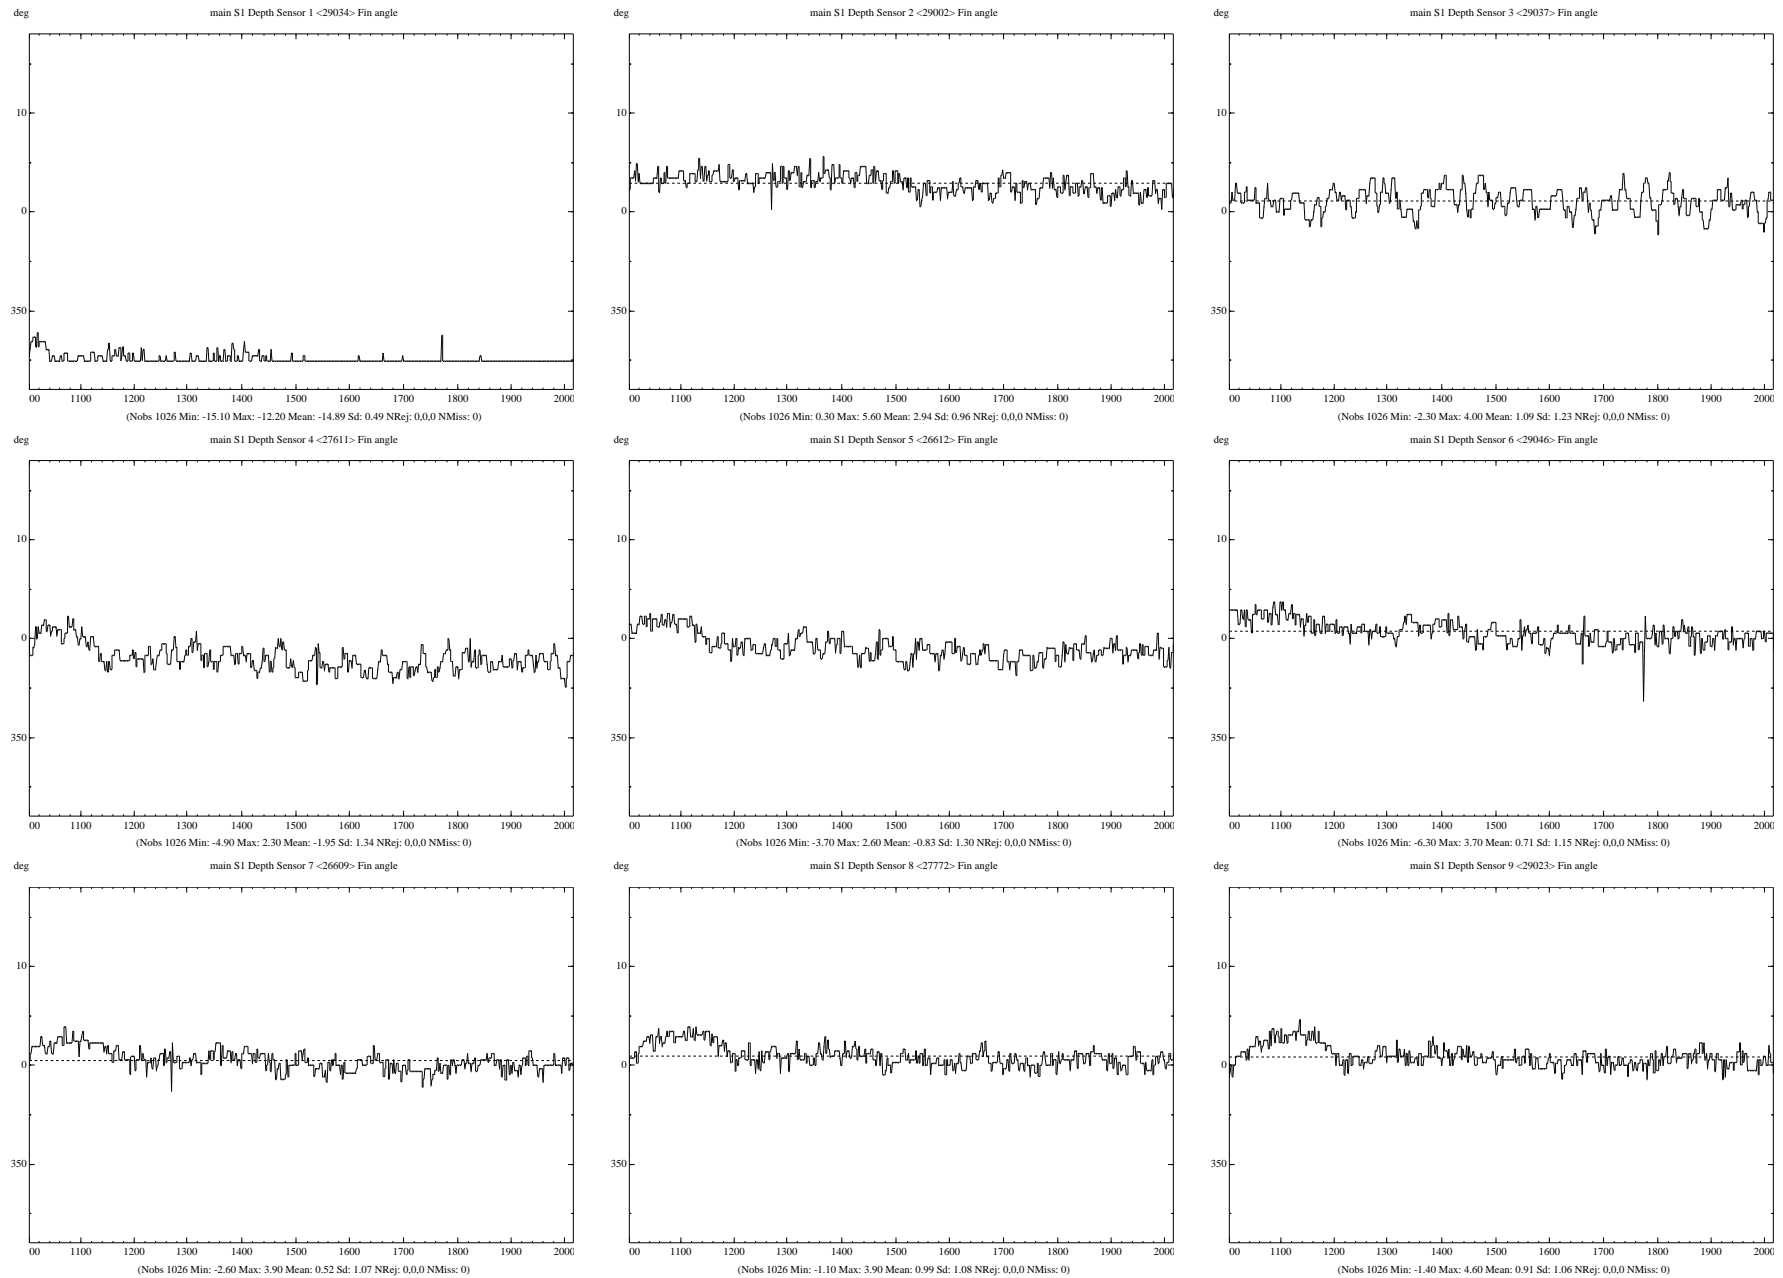 deg main S1 Depth Sensor 1 <29034> Fin angle
10
0
350
00 1100 1200 1300 1400 1500 1600 1700 1800 1900 2000
(Nobs 1026 Min: -15.10 Max: -12.20 Mean: -14.89 Sd: 0.49 NRej: 0,0,0 NMiss: 0)
deg main S1 Depth Sensor 2 <29002> Fin angle
10
0
350
00 1100 1200 1300 1400 1500 1600 1700 1800 1900 2000
(Nobs 1026 Min: 0.30 Max: 5.60 Mean: 2.94 Sd: 0.96 NRej: 0,0,0 NMiss: 0)
deg main S1 Depth Sensor 3 <29037> Fin angle
10
0
350
00 1100 1200 1300 1400 1500 1600 1700 1800 1900 2000
(Nobs 1026 Min: -2.30 Max: 4.00 Mean: 1.09 Sd: 1.23 NRej: 0,0,0 NMiss: 0)
deg main S1 Depth Sensor 4 <27611> Fin angle
10
0
350
00 1100 1200 1300 1400 1500 1600 1700 1800 1900 2000
(Nobs 1026 Min: -4.90 Max: 2.30 Mean: -1.95 Sd: 1.34 NRej: 0,0,0 NMiss: 0)
deg main S1 Depth Sensor 5 <26612> Fin angle
10
0
350
00 1100 1200 1300 1400 1500 1600 1700 1800 1900 2000
(Nobs 1026 Min: -3.70 Max: 2.60 Mean: -0.83 Sd: 1.30 NRej: 0,0,0 NMiss: 0)
deg main S1 Depth Sensor 6 <29046> Fin angle
10
0
350
00 1100 1200 1300 1400 1500 1600 1700 1800 1900 2000
(Nobs 1026 Min: -6.30 Max: 3.70 Mean: 0.71 Sd: 1.15 NRej: 0,0,0 NMiss: 0)
deg main S1 Depth Sensor 7 <26609> Fin angle
10
0
350
00 1100 1200 1300 1400 1500 1600 1700 1800 1900 2000
(Nobs 1026 Min: -2.60 Max: 3.90 Mean: 0.52 Sd: 1.07 NRej: 0,0,0 NMiss: 0)
deg main S1 Depth Sensor 8 <27772> Fin angle
10
0
350
00 1100 1200 1300 1400 1500 1600 1700 1800 1900 2000
(Nobs 1026 Min: -1.10 Max: 3.90 Mean: 0.99 Sd: 1.08 NRej: 0,0,0 NMiss: 0)
deg main S1 Depth Sensor 9 <29023> Fin angle
10
0
350
00 1100 1200 1300 1400 1500 1600 1700 1800 1900 2000
(Nobs 1026 Min: -1.40 Max: 4.60 Mean: 0.91 Sd: 1.06 NRej: 0,0,0 NMiss: 0)